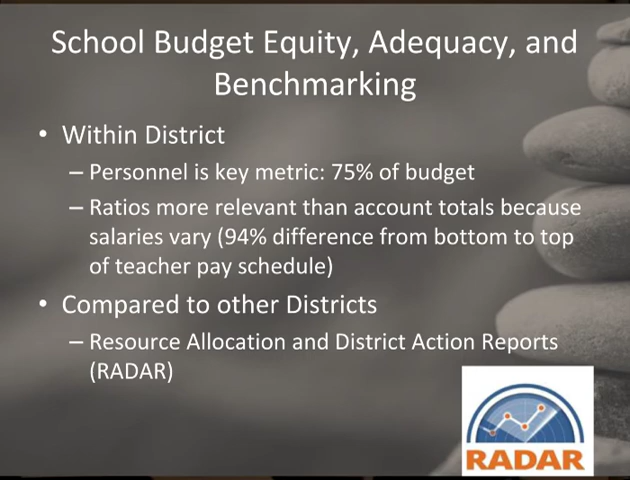 School Budget Equity, Adequacy, and
Benchmarking
• Within District
– Personnel is key metric: 75% of budget
– Ratios more relevant than account totals because
salaries vary (94% difference from bottom to top
of teacher pay schedule)
• Compared to other Districts
– Resource Allocation and District Action Reports
(RADAR)
RADAR